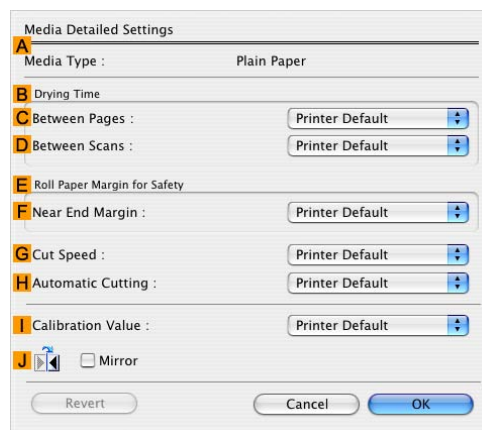 Media Detailed Settings
A
Media Type : Plain Paper
B Drying Time
C Between Pages : Printer Default
D Between Scans : Printer Default
E Roll Paper Margin for Safety
F Near End Margin : Printer Default
G Cut Speed : Printer Default
H Automatic Cutting : Printer Default
I Calibration Value : Printer Default
J Mirror
Revert Cancel OK